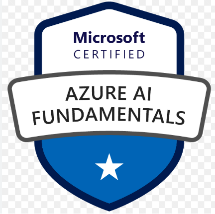 Microsoft
CERTIFIED
AZURE AI
FUNDAMENTALS